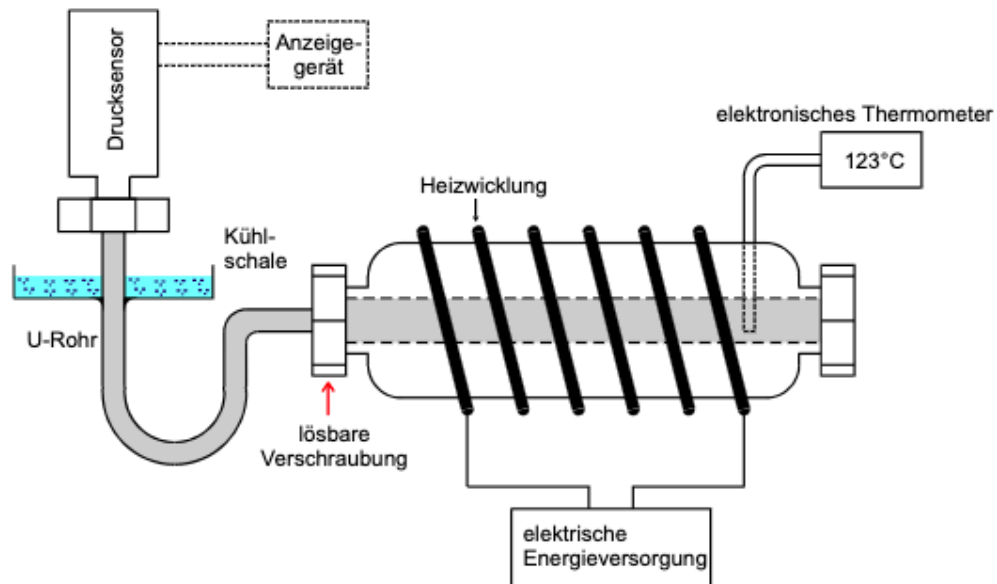 Drucksensor
Anzeige-
gerät
elektronisches Thermometer
123°C
Heizwicklung
Kühl-
schale
U-Rohr
lösbare
Verschraubung
elektrische
Energieversorgung